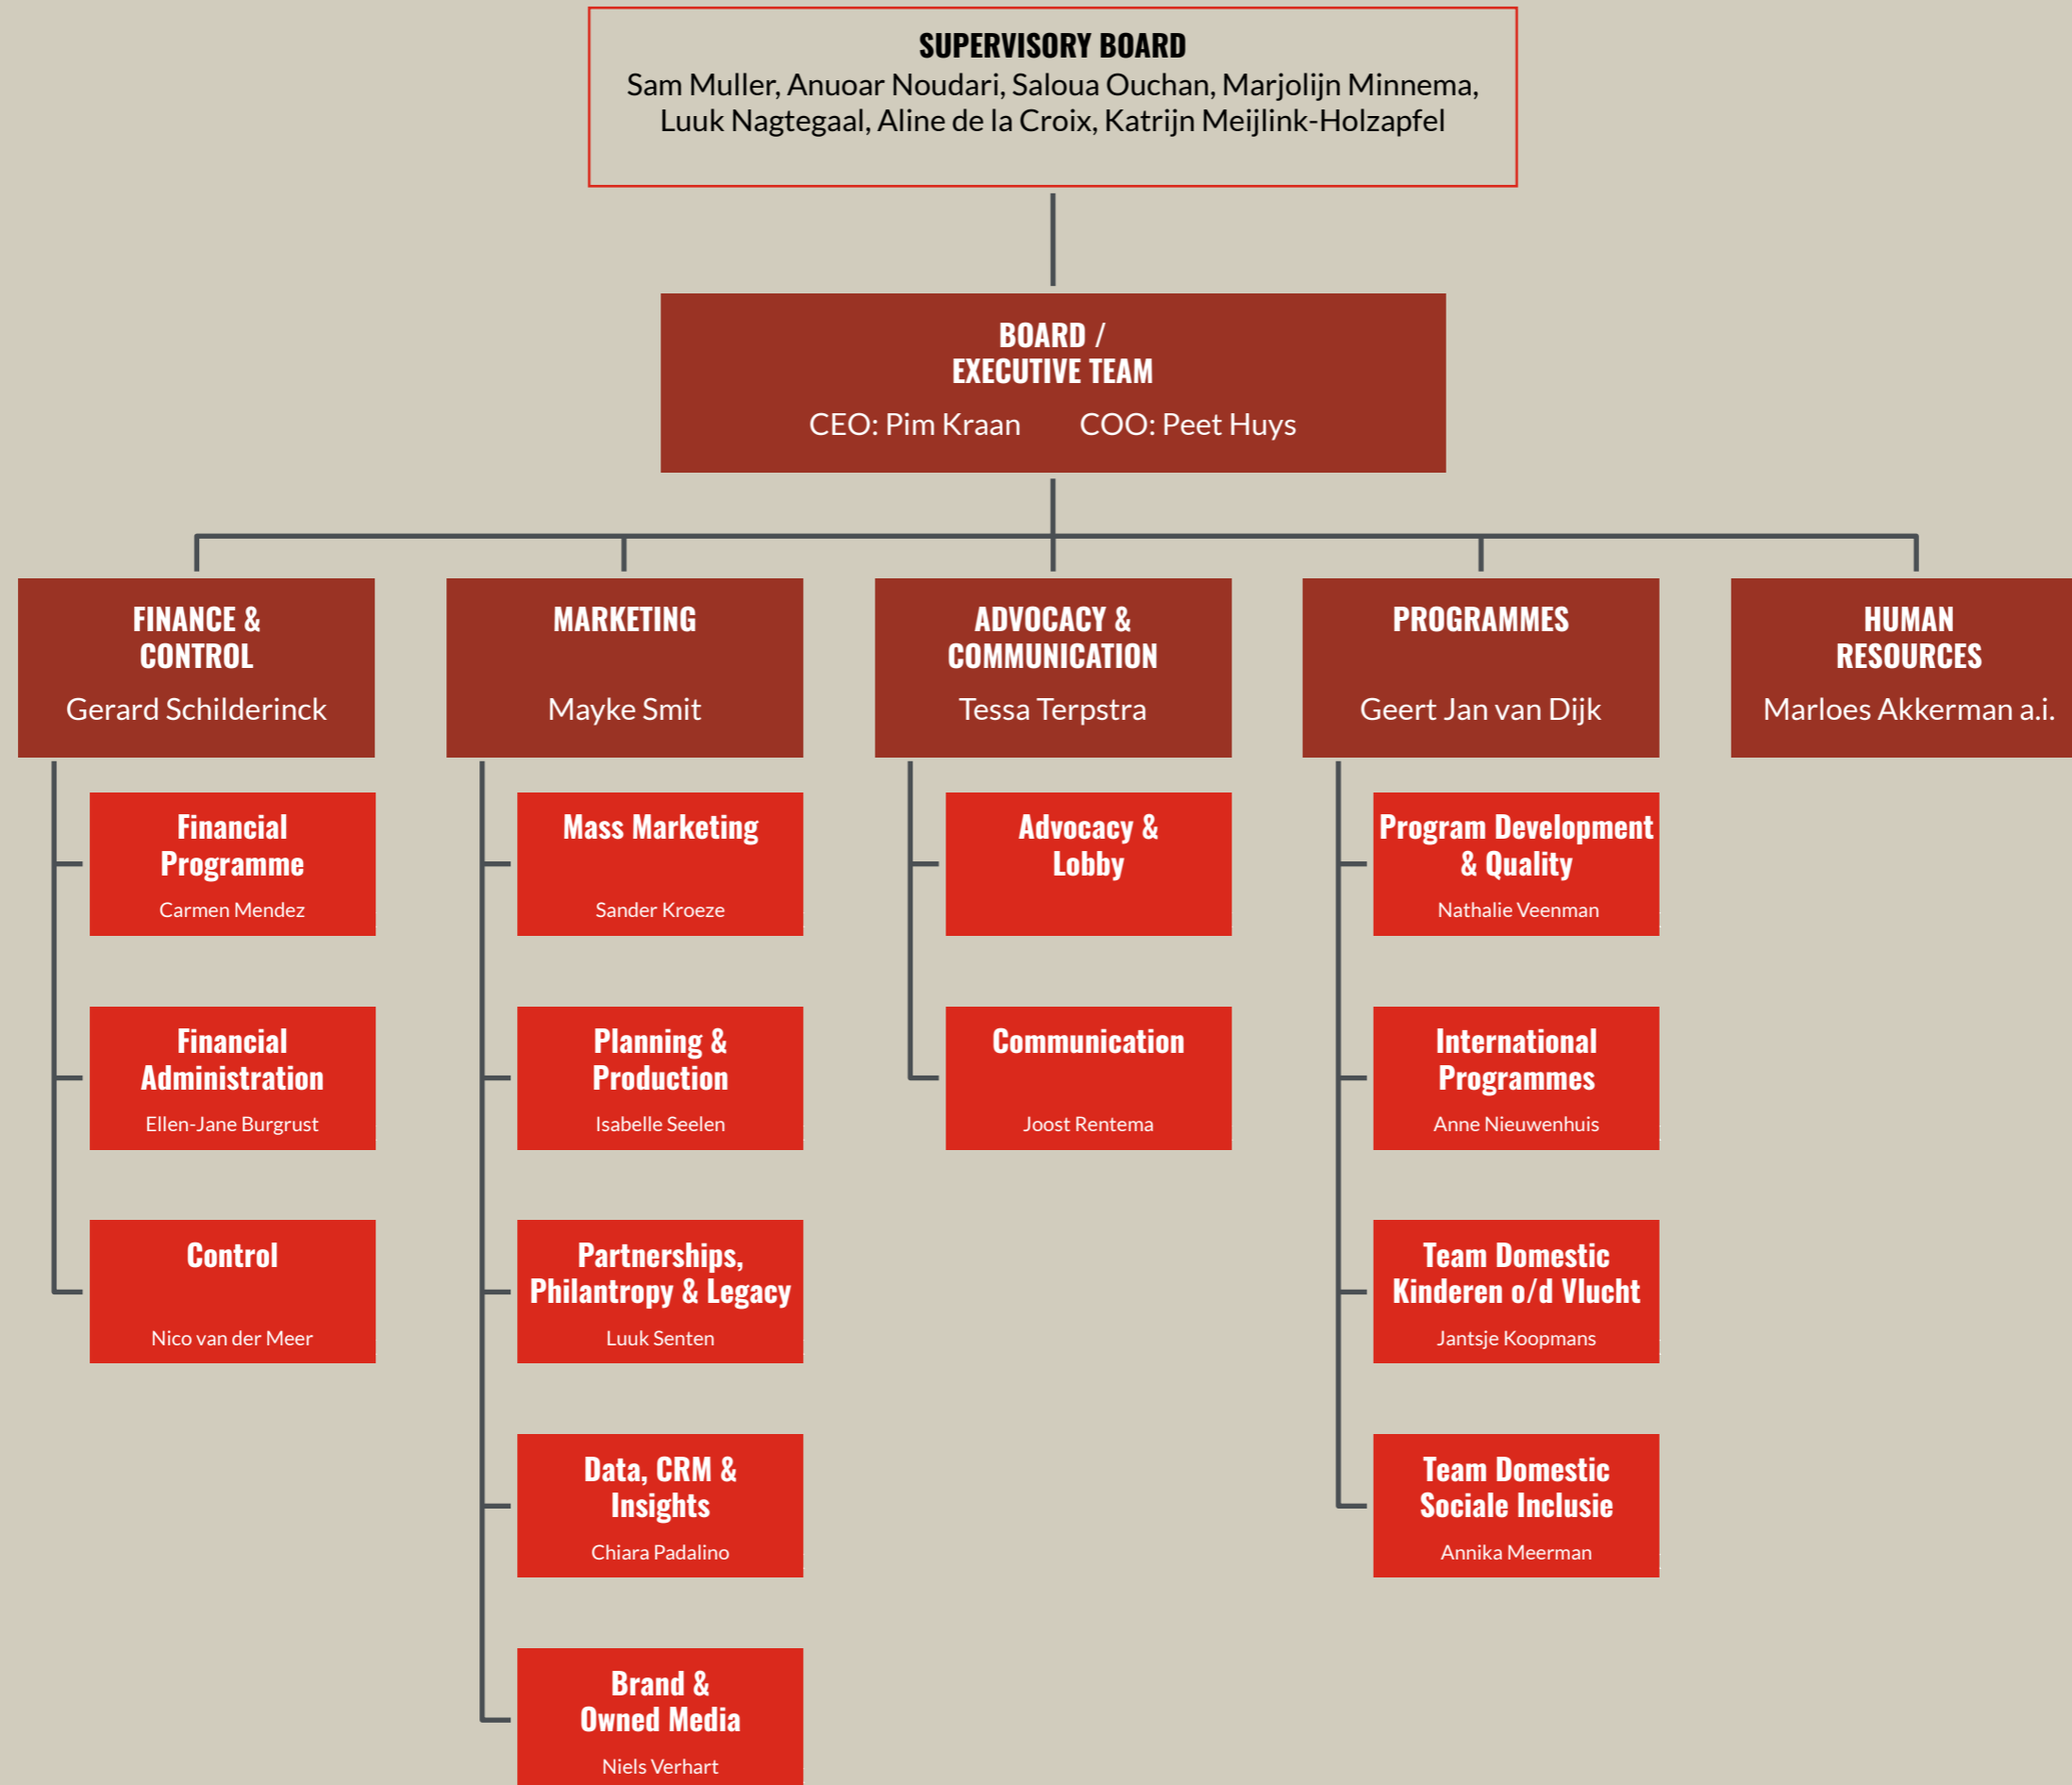 SUPERVISORY BOARD
Sam Muller, Anuoar Noudari, Saloua Ouchan, Marjolijn Minnema,
Luuk Nagtegaal, Aline de la Croix, Katrijn Meijlink-Holzapfel
BOARD /
EXECUTIVE TEAM
CEO: Pim Kraan COO: Peet Huys
FINANCE &
CONTROL
Gerard Schilderinck
Financial
Programme
Carmen Mendez
Financial
Administration
Ellen-Jane Burgrust
Control
Nico van der Meer
MARKETING
Mayke Smit
Mass Marketing
Sander Kroeze
Planning &
Production
Isabelle Seelen
Partnerships,
Philantropy & Legacy
Luuk Senten
Data, CRM &
Insights
Chiara Padalino
Brand &
Owned Media
Niels Verhart
ADVOCACY &
COMMUNICATION
Tessa Terpstra
Advocacy &
Lobby
Communication
Joost Rentema
PROGRAMMES
Geert Jan van Dijk
Program Development
& Quality
Nathalie Veenman
International
Programmes
Anne Nieuwenhuis
Team Domestic
Kinderen o/d Vlucht
Jantsje Koopmans
Team Domestic
Sociale Inclusie
Annika Meerman
HUMAN
RESOURCES
Marloes Akkerman a.i.